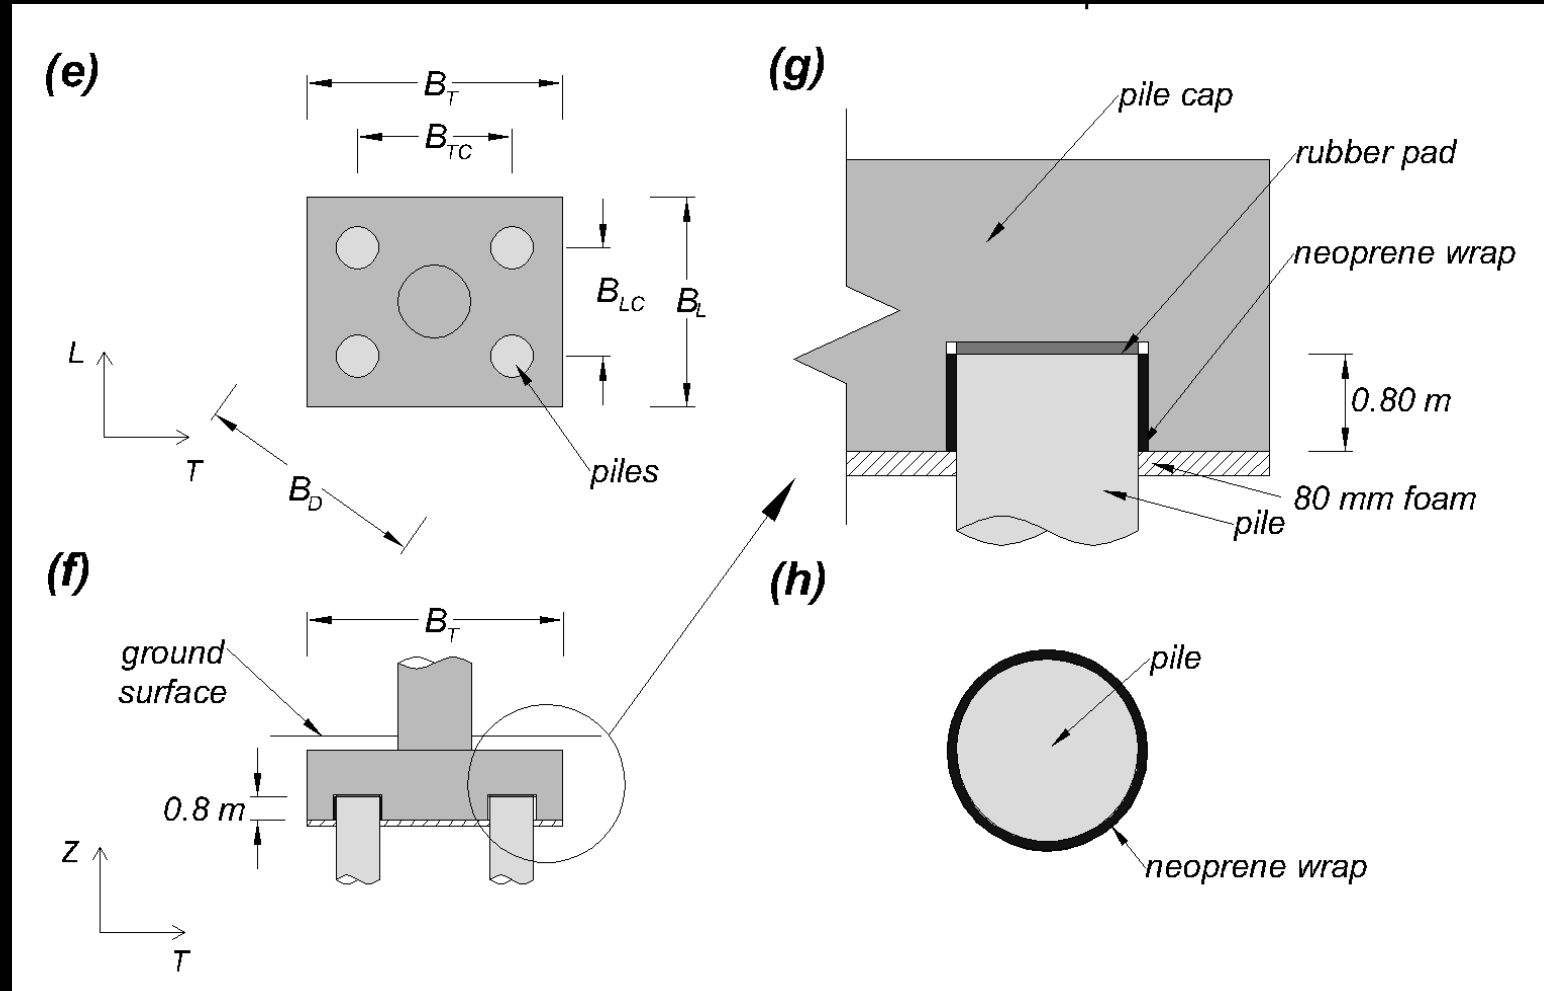 (e)
B_T
B_TC
B_LC
B_L
L
T
B_D
piles
(f)
B_T
ground
surface
0.8 m
Z
T
(g)
pile cap
rubber pad
neoprene wrap
0.80 m
80 mm foam
pile
(h)
pile
neoprene wrap